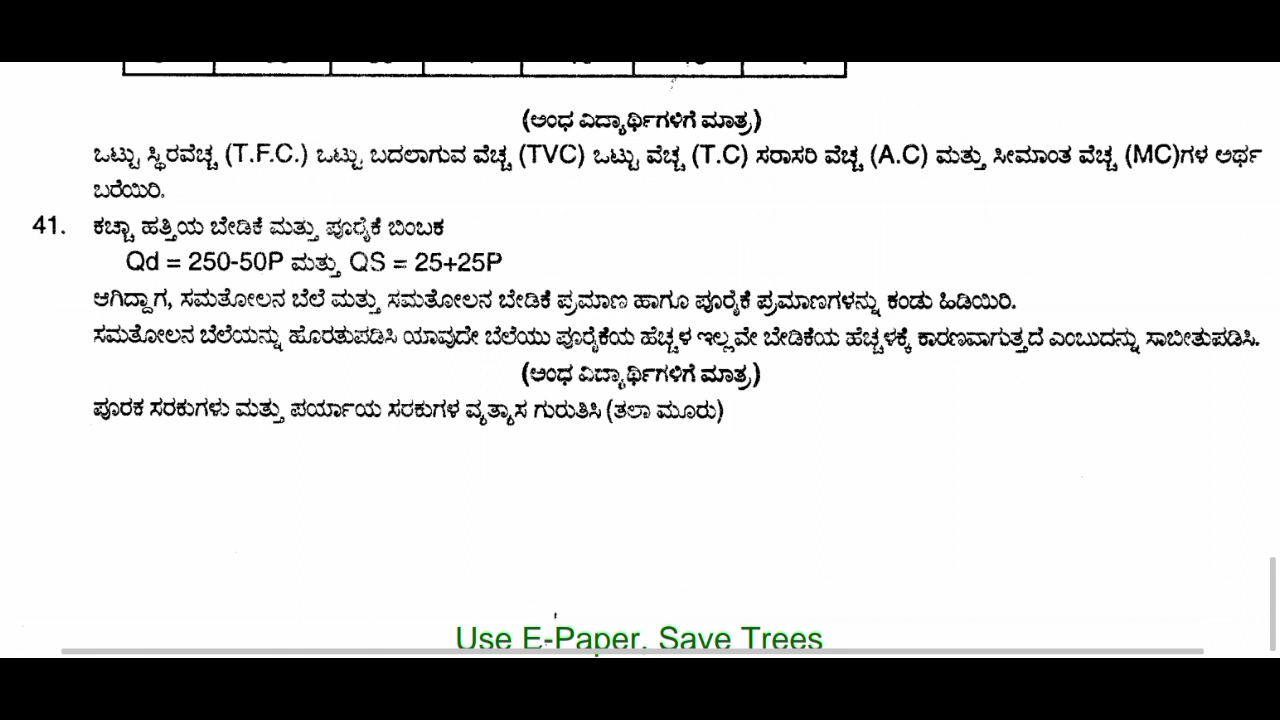 (ಅಂಧ ವಿದ್ಯಾರ್ಥಿಗಳಿಗೆ ಮಾತ್ರ)
ಒಟ್ಟು ಸ್ಥಿರವೆಚ್ಚ (T.F.C.) ಒಟ್ಟು ಬದಲಾಗುವ ವೆಚ್ಚ (TVC) ಒಟ್ಟು ವೆಚ್ಚ (T.C) ಸರಾಸರಿ ವೆಚ್ಚ (A.C) ಮತ್ತು ಸೀಮಾಂತ ವೆಚ್ಚ (MC)ಗಳ ಅರ್ಥ
ಬರೆಯಿರಿ.
41. ಕಚ್ಚಾ ಹತ್ತಿಯ ಬೇಡಿಕೆ ಮತ್ತು ಪೂರೈಕೆ ಬಿಂಬಕ
Qd = 250-50P ಮತ್ತು QS = 25+25P
ಆಗಿದ್ದಾಗ, ಸಮತೋಲನ ಬೆಲೆ ಮತ್ತು ಸಮತೋಲನ ಬೇಡಿಕೆ ಪ್ರಮಾಣ ಹಾಗೂ ಪೂರೈಕೆ ಪ್ರಮಾಣಗಳನ್ನು ಕಂಡು ಹಿಡಿಯಿರಿ.
ಸಮತೋಲನ ಬೆಲೆಯನ್ನು ಹೊರತುಪಡಿಸಿ ಯಾವುದೇ ಬೆಲೆಯು ಪೂರೈಕೆಯ ಹೆಚ್ಚಳ ಇಲ್ಲವೇ ಬೇಡಿಕೆಯ ಹೆಚ್ಚಳಕ್ಕೆ ಕಾರಣವಾಗುತ್ತದೆ ಎಂಬುದನ್ನು ಸಾಬೀತುಪಡಿಸಿ.
(ಅಂಧ ವಿದ್ಯಾರ್ಥಿಗಳಿಗೆ ಮಾತ್ರ)
ಪೂರಕ ಸರಕುಗಳು ಮತ್ತು ಪರ್ಯಾಯ ಸರಕುಗಳ ವ್ಯತ್ಯಾಸ ಗುರುತಿಸಿ (ತಲಾ ಮೂರು)
Use E-Paper, Save Trees